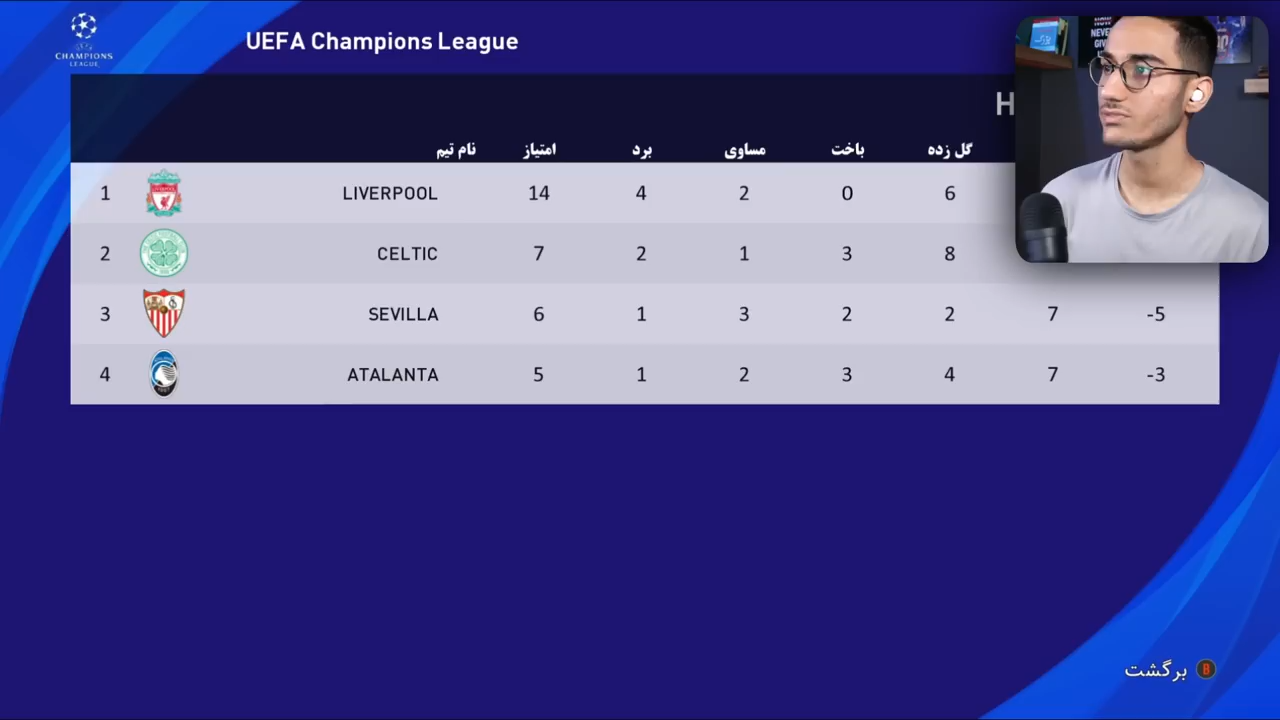 CHAMPIONS
LEAGUE
UEFA Champions League
H
نام تیم امتیاز برد مساوی باخت گل زده
1 LIVERPOOL 14 4 2 0 6
2 CELTIC 7 2 1 3 8
3 SEVILLA 6 1 3 2 2 7 -5
4 ATALANTA 5 1 2 3 4 7 -3
برگشت B